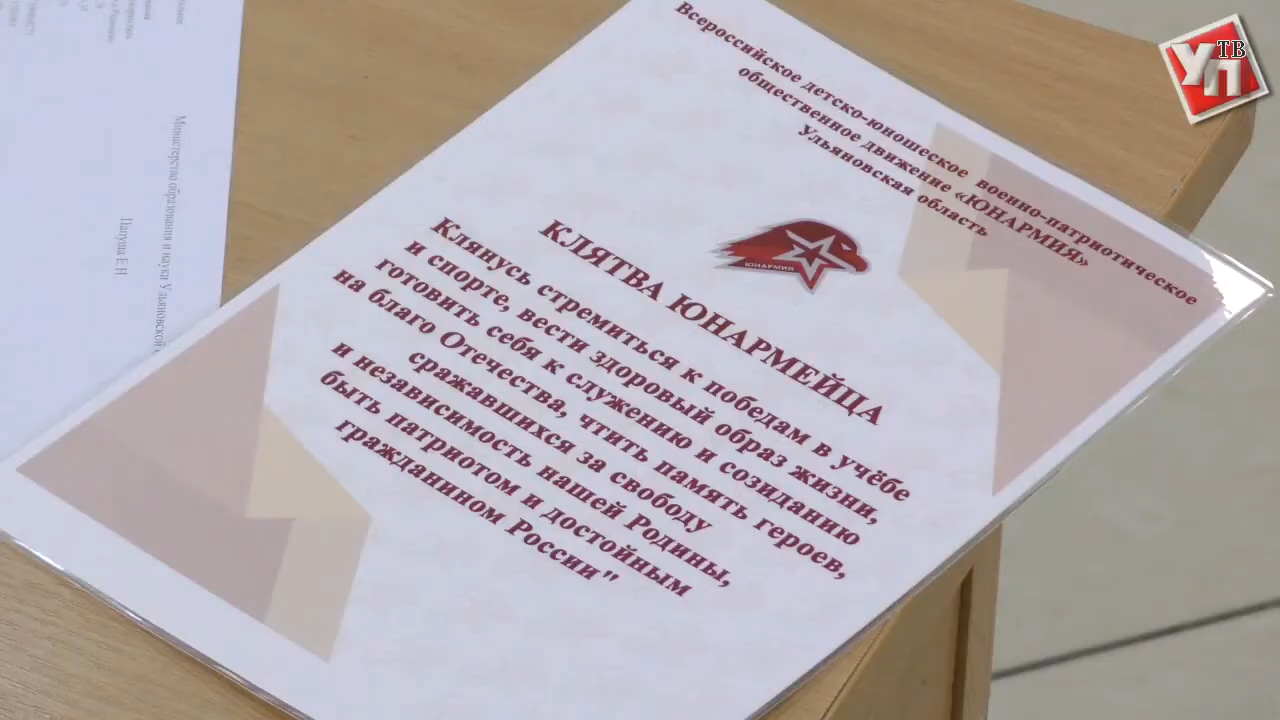 Всероссийское детско-юношеское военно-патриотическое
общественное движение «ЮНАРМИЯ»
Ульяновская область
ЮНАРМИЯ
КЛЯТВА ЮНАРМЕЙЦА
Клянусь стремиться к победам в учёбе
и спорте, вести здоровый образ жизни,
готовить себя к служению и созиданию
на благо Отечества, чтить память героев,
сражавшихся за свободу
и независимость нашей Родины,
быть патриотом и достойным
гражданином России"
Министерство образования и науки Ульяновской
Папуша Е.Н
УП ТВ